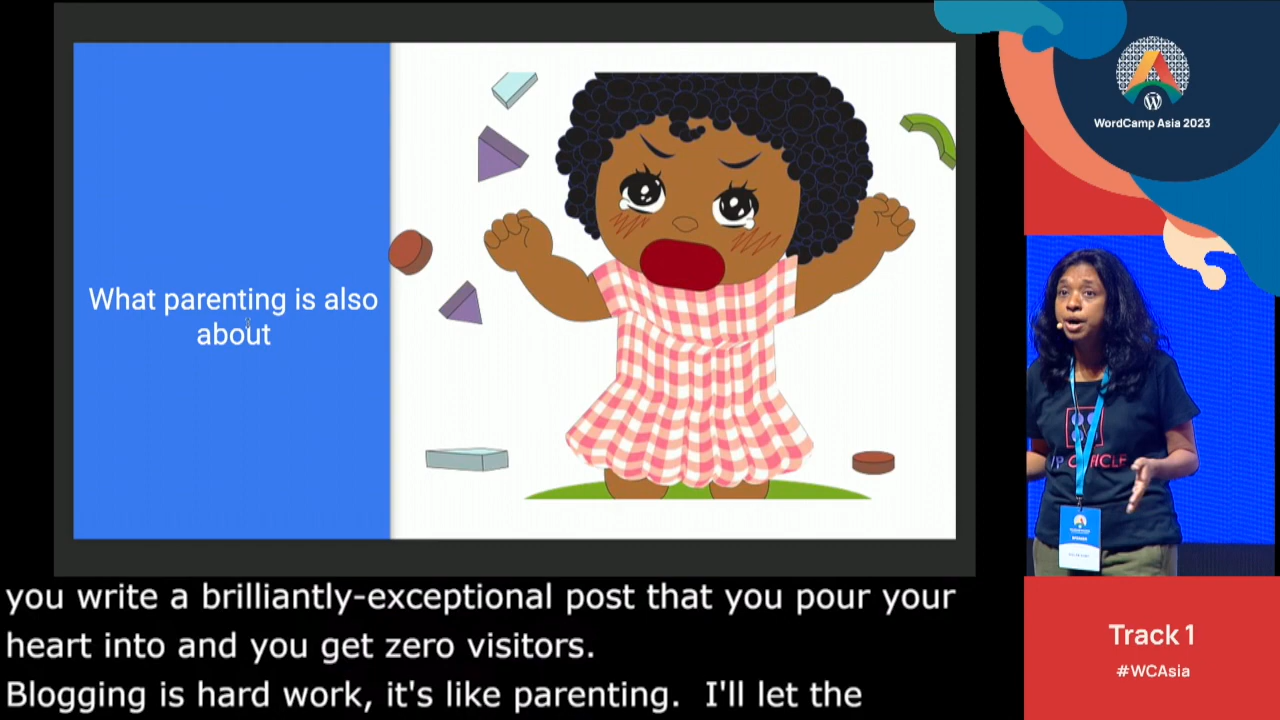 What parenting is also
about
WordCamp Asia 2023
you write a brilliantly-exceptional post that you pour your
heart into and you get zero visitors.
Blogging is hard work, it's like parenting.  I'll let the
Track 1
#WCAsia